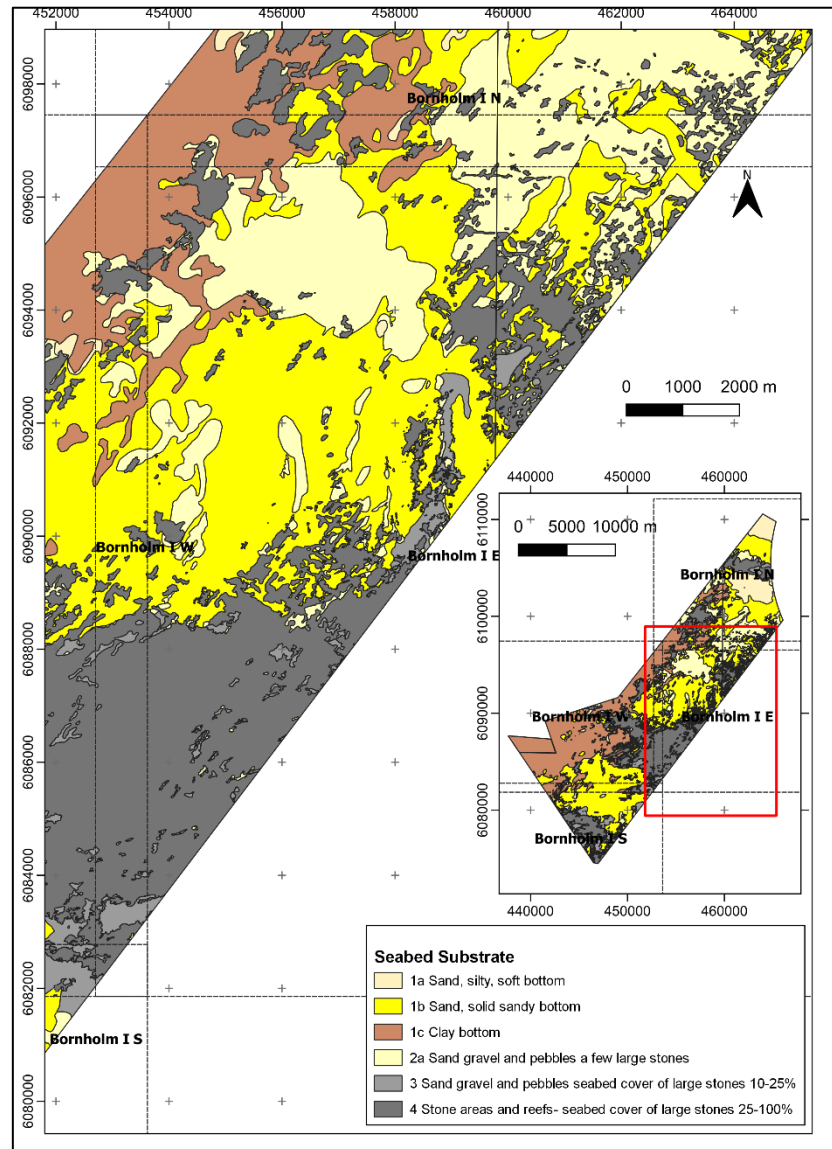 452000 454000 456000 458000 460000 462000 464000
6098000
6096000
6094000
6092000
6090000
6088000
6086000
6084000
6082000
6080000
Bornholm I N
N
0 1000 2000 m
Bornholm I W
Bornholm I E
Bornholm I S
440000 450000 460000
0 5000 10000 m
6110000
6100000
6090000
6080000
Bornholm I N
Bornholm I W
Bornholm I E
Bornholm I S
440000 450000 460000
Seabed Substrate
1a Sand, silty, soft bottom
1b Sand, solid sandy bottom
1c Clay bottom
2a Sand gravel and pebbles a few large stones
3 Sand gravel and pebbles seabed cover of large stones 10-25%
4 Stone areas and reefs- seabed cover of large stones 25-100%